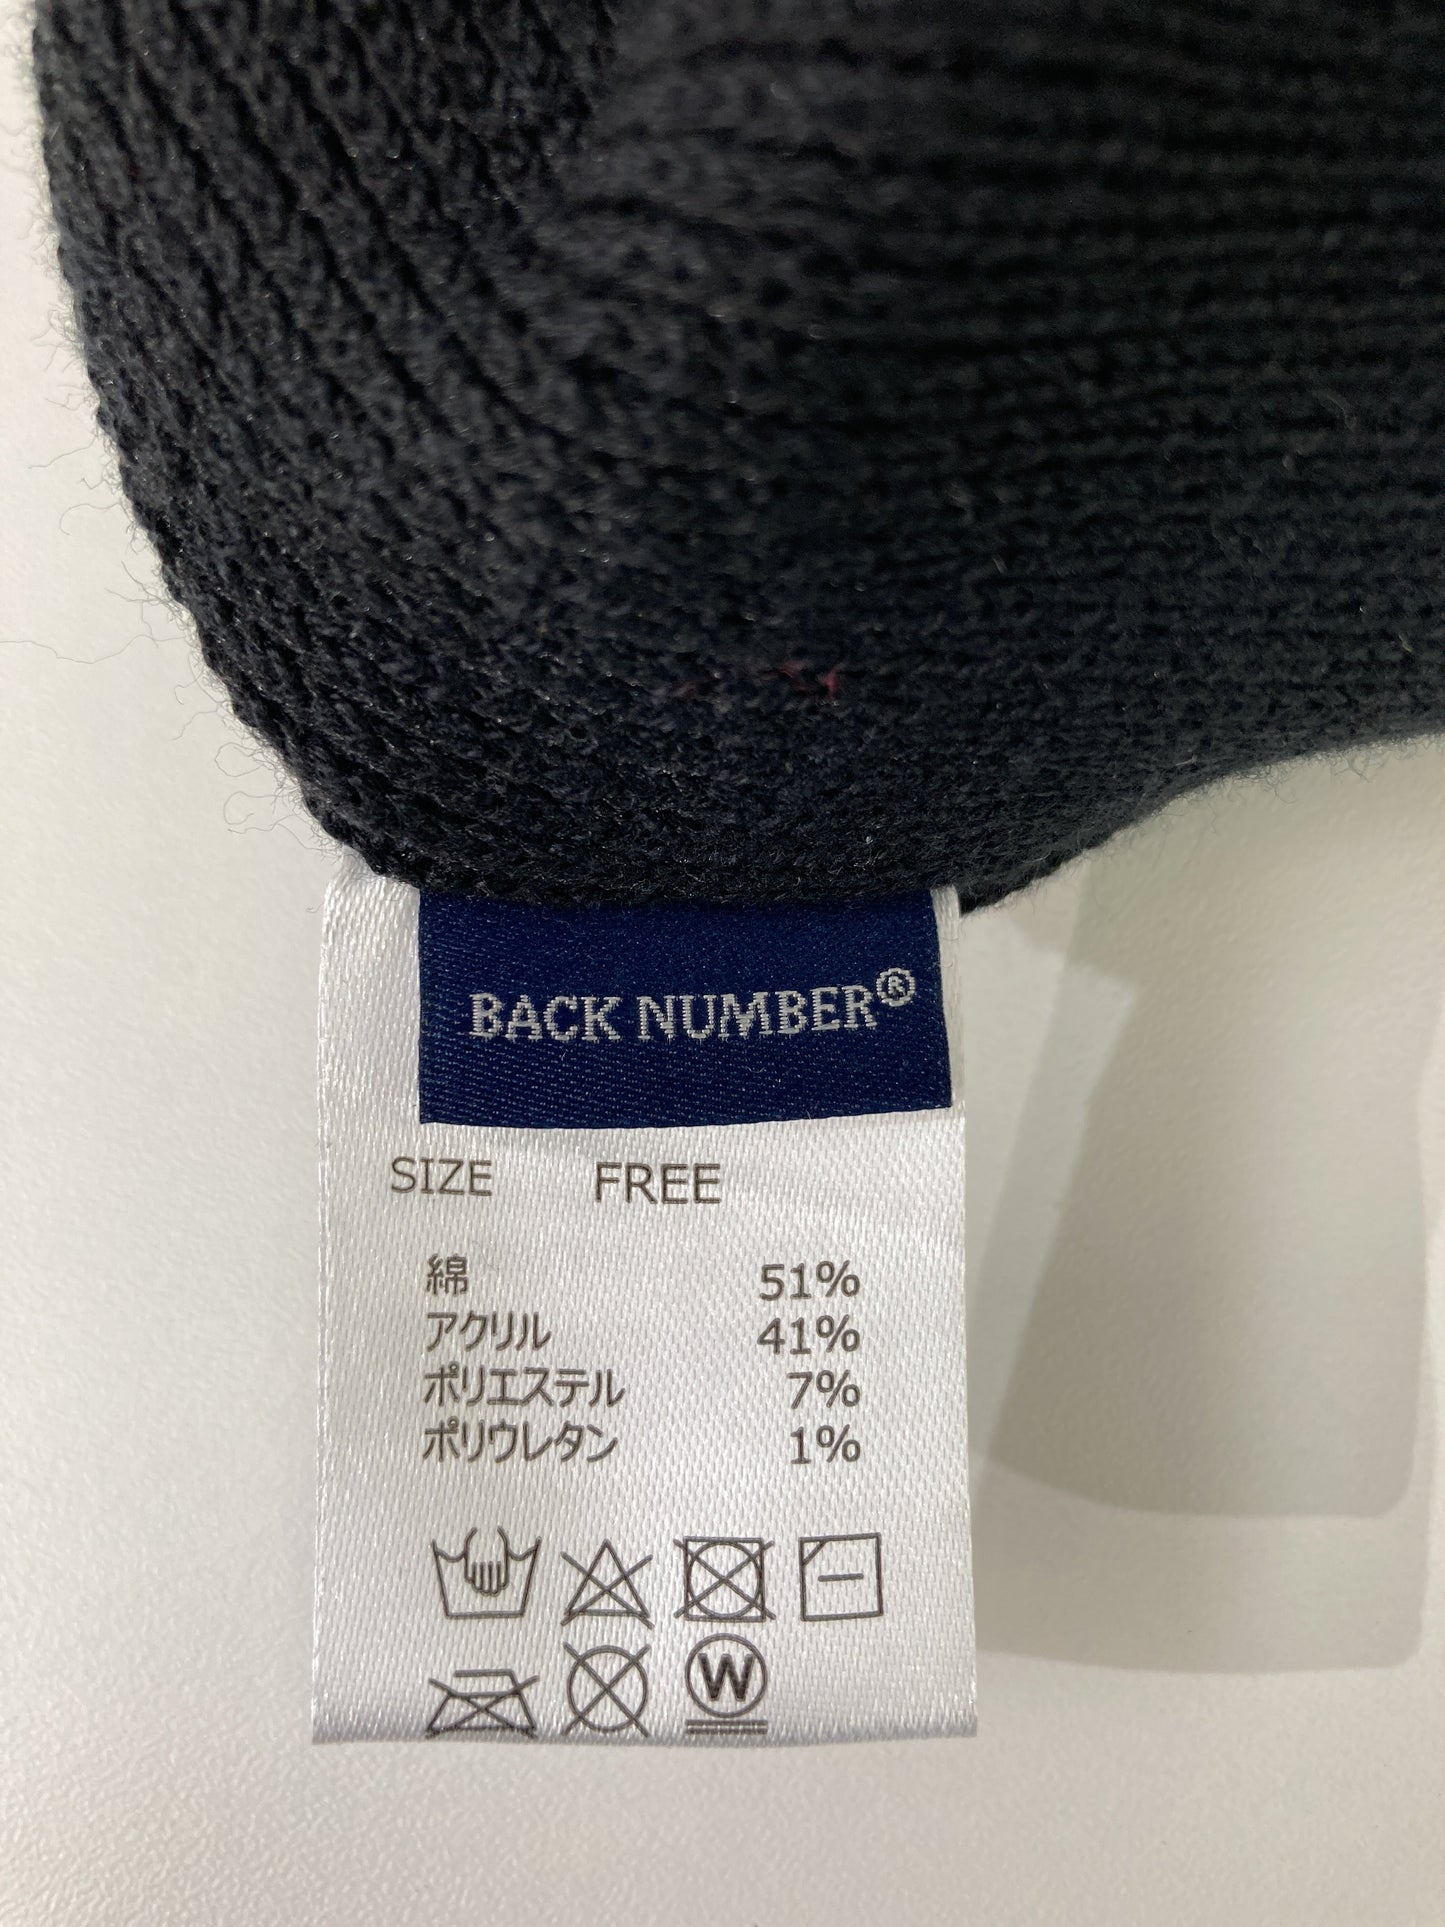 BACK NUMBER®
SIZE FREE
綿 51%
アクリル 41%
ポリエステル 7%
ポリウレタン 1%
W